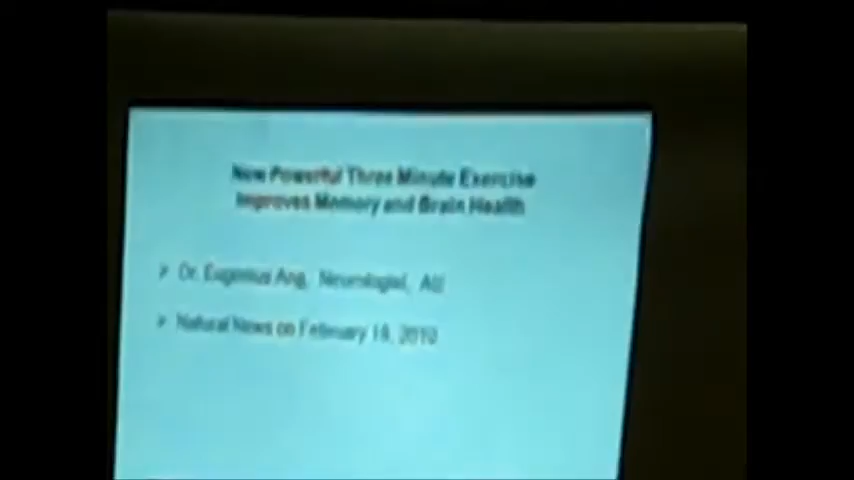 New Powerful Three Minute Exercise
Improves Memory and Brain Health
Dr. Eugenius Ang, Neurologist,
Natural News on February 19, 2010